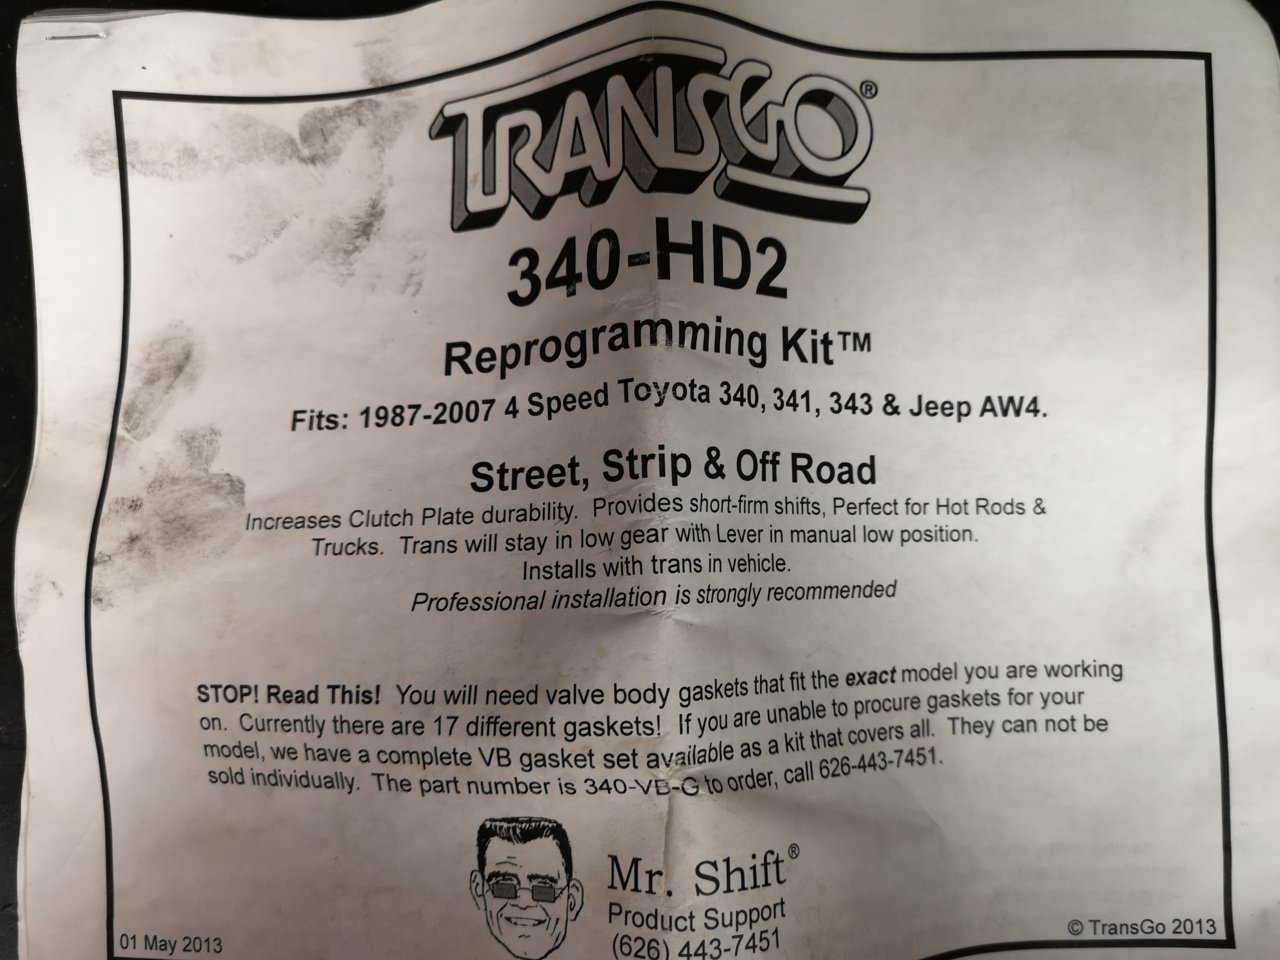 TRANSGO®
340-HD2
Reprogramming Kit™
Fits: 1987-2007 4 Speed Toyota 340, 341, 343 & Jeep AW4.
Street, Strip & Off Road
Increases Clutch Plate durability. Provides short-firm shifts, Perfect for Hot Rods &
Trucks. Trans will stay in low gear with Lever in manual low position.
Installs with trans in vehicle.
Professional installation is strongly recommended
STOP! Read This! You will need valve body gaskets that fit the exact model you are working
on. Currently there are 17 different gaskets! If you are unable to procure gaskets for your
model, we have a complete VB gasket set available as a kit that covers all. They can not be
sold individually. The part number is 340-VB-G to order, call 626-443-7451.
Mr. Shift®
Product Support
(626) 443-7451
01 May 2013
© TransGo 2013